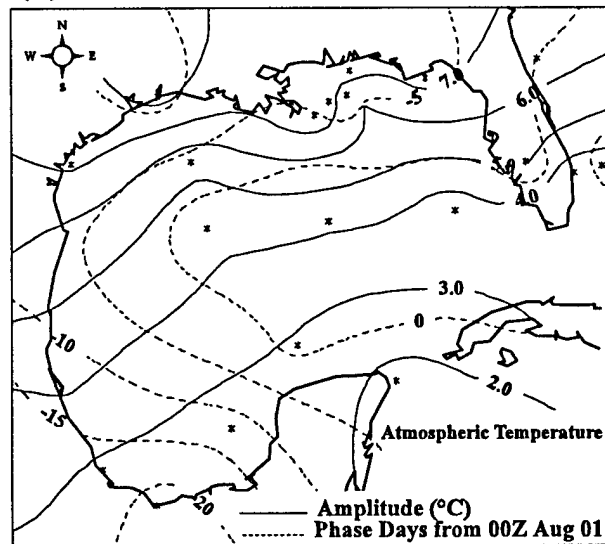 N
W E
S
7.0
6.0
.5
5.0
4.0
3.0
0
2.0
-10
-15
-20
Atmospheric Temperature
Amplitude (°C)
Phase Days from 00Z Aug 01